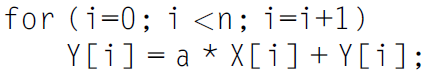 for (i=0; i <n; i=i+1)
Y[i] = a * X[i] + Y[i];